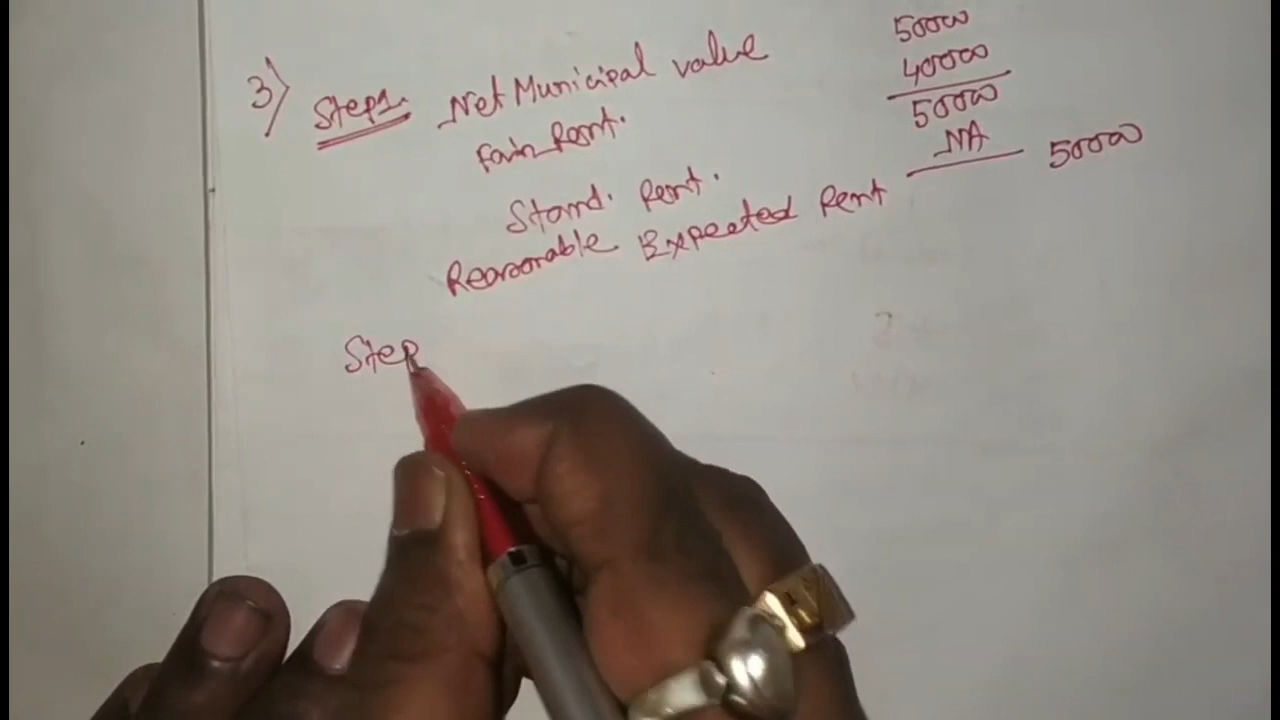 3) Step1. Net Municipal value 50000
Fair Rent. 40000
50000
Stand. Rent. NA
Reasonable Expected Rent 50000
Step